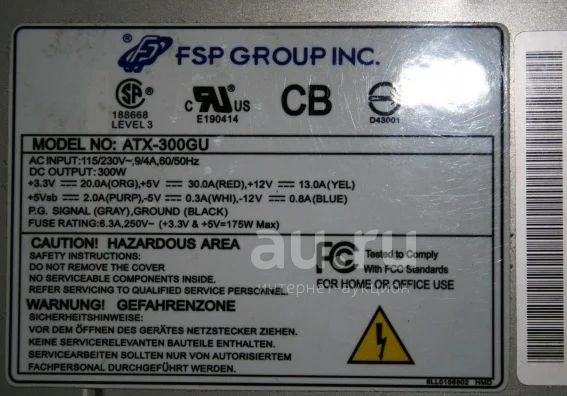 FSP GROUP INC.
SA
188668
LEVEL 3
C UR US
E190414
CB
D43001
MODEL NO: ATX-300GU
AC INPUT:115/230V~,9/4A,60/50Hz
DC OUTPUT: 300W
+3.3V ⎓ 20.0A(ORG),+5V ⎓ 30.0A(RED),+12V ⎓ 13.0A(YEL)
+5Vsb ⎓ 2.0A(PURP),-5V ⎓ 0.3A(WHI),-12V ⎓ 0.8A(BLUE)
P.G. SIGNAL (GRAY),GROUND (BLACK)
FUSE RATING:6.3A,250V~ (+3.3V & +5V=175W Max)
CAUTION! HAZARDOUS AREA
SAFETY INSTRUCTIONS:
DO NOT REMOVE THE COVER
NO SERVICEABLE COMPONENTS INSIDE.
REFER SERVICING TO QUALIFIED SERVICE PERSONNEL.
FC Tested to Comply
With FCC Standards
FOR HOME OR OFFICE USE
au.ru
интернет-аукцион
WARNUNG! GEFAHRENZONE
SICHERHEITSHINWEISE:
VOR DEM ÖFFNEN DES GERÄTES NETZSTECKER ZIEHEN.
KEINE SERVICERELEVANTEN BAUTEILE ENTHALTEN.
SERVICEARBEITEN SOLLTEN NUR VON AUTORISIERTEM
FACHPERSONAL DURCHGEFÜHRT WERDEN.
HMD